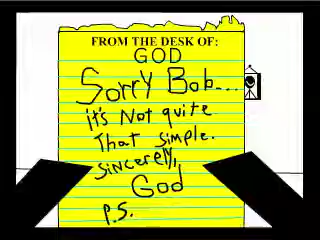 FROM THE DESK OF:
GOD
Sorry Bob...
it's Not quite
That simple.
Sincerely,
God
P.S.